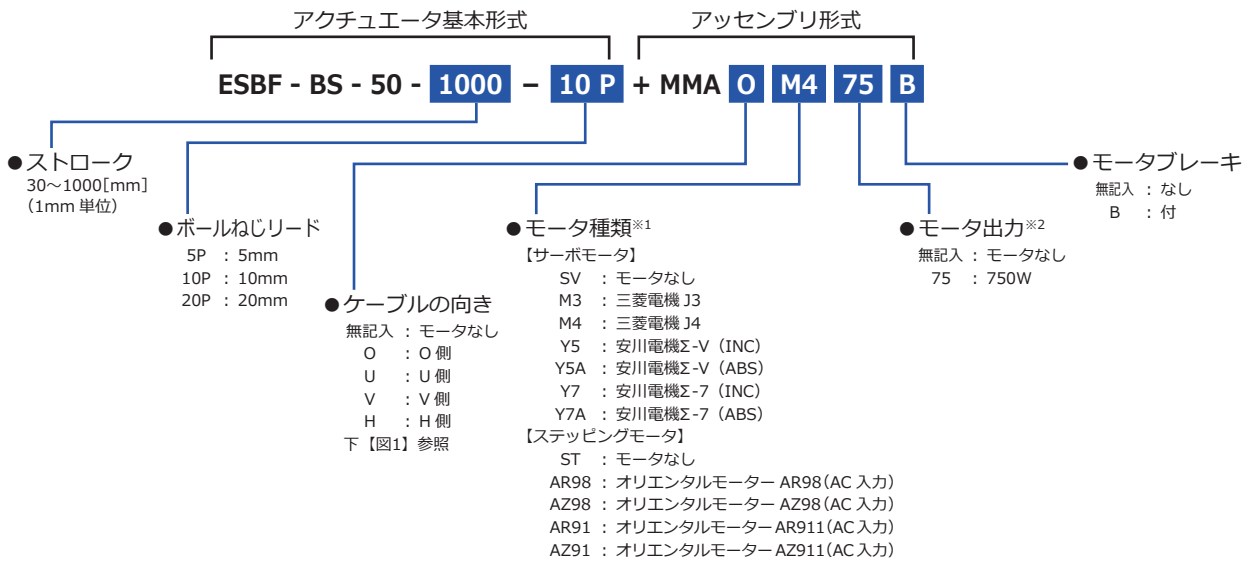 アクチュエータ基本形式
アッセンブリ形式
ESBF - BS - 50 - 1000 – 10 P + MMA O M4 75 B
●ストローク
30～1000[mm]
（1mm 単位）
●ボールねじリード
5P : 5mm
10P : 10mm
20P : 20mm
●ケーブルの向き
無記入 : モータなし
O : O 側
U : U 側
V : V 側
H : H 側
下【図1】参照
●モータ種類※1
【サーボモータ】
SV : モータなし
M3 : 三菱電機 J3
M4 : 三菱電機 J4
Y5 : 安川電機Σ-V（INC）
Y5A : 安川電機Σ-V（ABS）
Y7 : 安川電機Σ-7（INC）
Y7A : 安川電機Σ-7（ABS）
【ステッピングモータ】
ST : モータなし
AR98 : オリエンタルモーター AR98（AC 入力）
AZ98 : オリエンタルモーター AZ98（AC 入力）
AR91 : オリエンタルモーター AR911（AC 入力）
AZ91 : オリエンタルモーター AZ911（AC 入力）
●モータ出力※2
無記入 : モータなし
75 : 750W
●モータブレーキ
無記入 : なし
B : 付